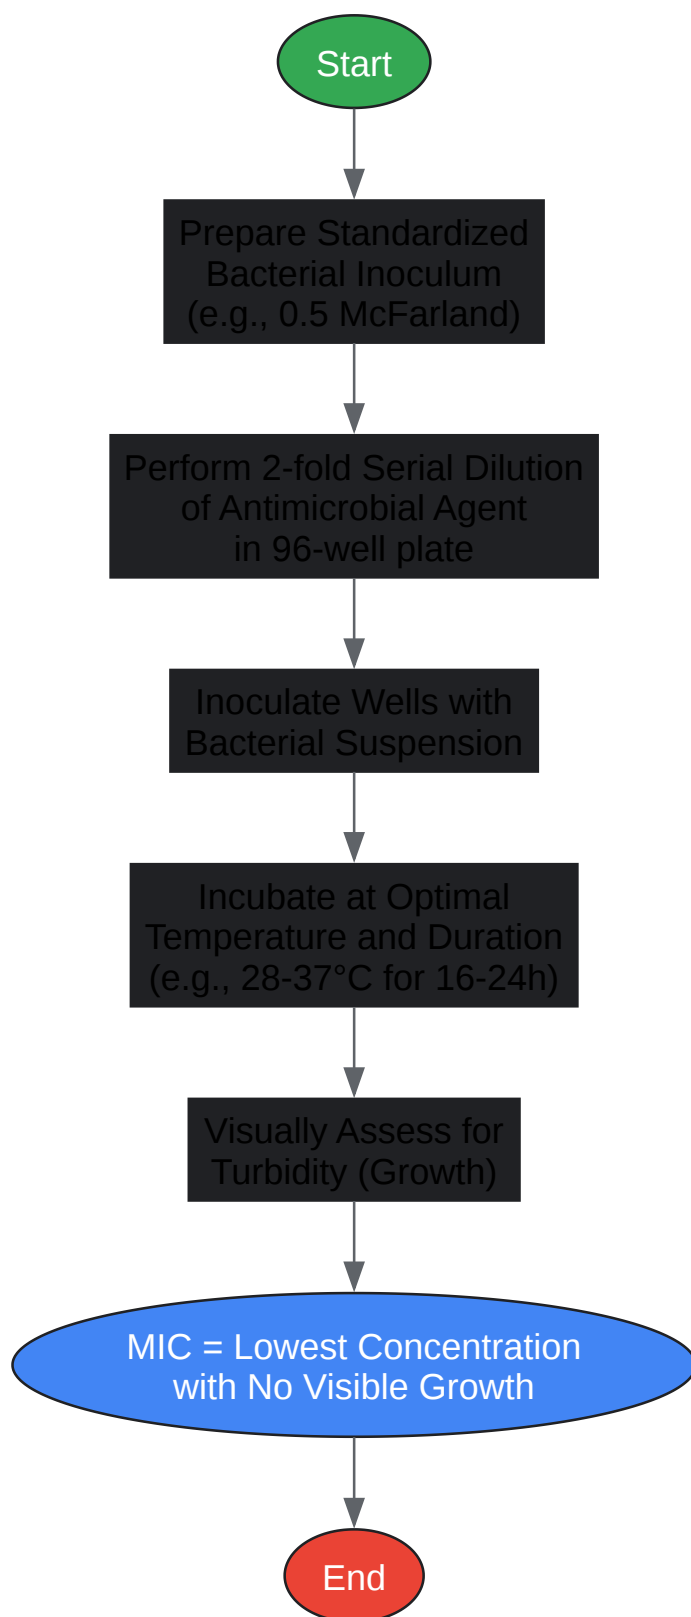 Start
Prepare Standardized
Bacterial Inoculum
(e.g., 0.5 McFarland)
Perform 2-fold Serial Dilution
of Antimicrobial Agent
in 96-well plate
Inoculate Wells with
Bacterial Suspension
Incubate at Optimal
Temperature and Duration
(e.g., 28-37°C for 16-24h)
Visually Assess for
Turbidity (Growth)
MIC = Lowest Concentration
with No Visible Growth
End